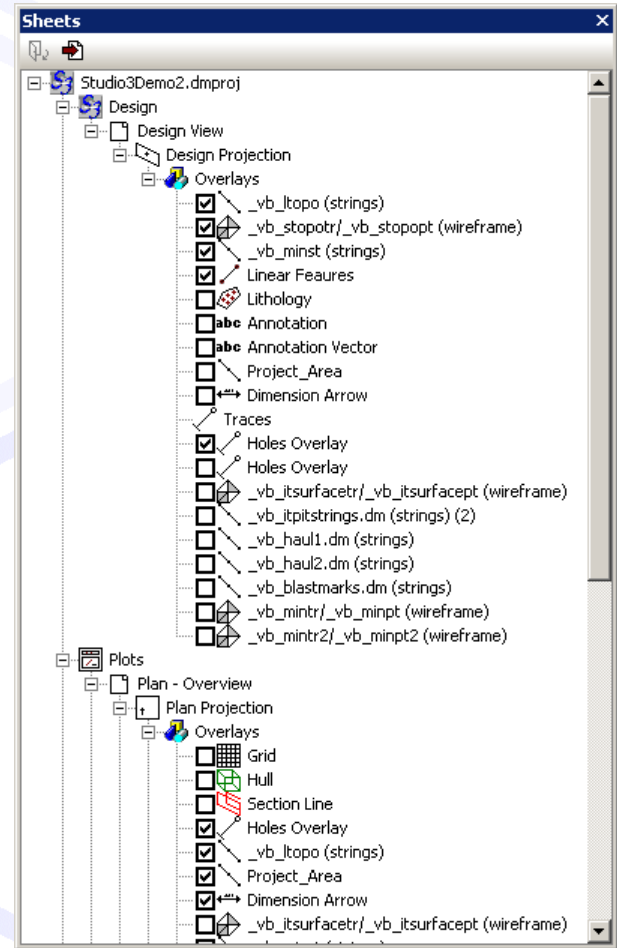 Sheets
Studio3Demo2.dmproj
Design
Design View
Design Projection
Overlays
_vb_ltopo (strings)
_vb_stopotr/_vb_stopopt (wireframe)
_vb_minst (strings)
Linear Feaures
Lithology
abc Annotation
abc Annotation Vector
Project_Area
Dimension Arrow
Traces
Holes Overlay
Holes Overlay
_vb_itsurfacetr/_vb_itsurfacept (wireframe)
_vb_itpitstrings.dm (strings) (2)
_vb_haul1.dm (strings)
_vb_haul2.dm (strings)
_vb_blastmarks.dm (strings)
_vb_mintr/_vb_minpt (wireframe)
_vb_mintr2/_vb_minpt2 (wireframe)
Plots
Plan - Overview
Plan Projection
Overlays
Grid
Hull
Section Line
Holes Overlay
_vb_ltopo (strings)
Project_Area
Dimension Arrow
_vb_itsurfacetr/_vb_itsurfacept (wireframe)